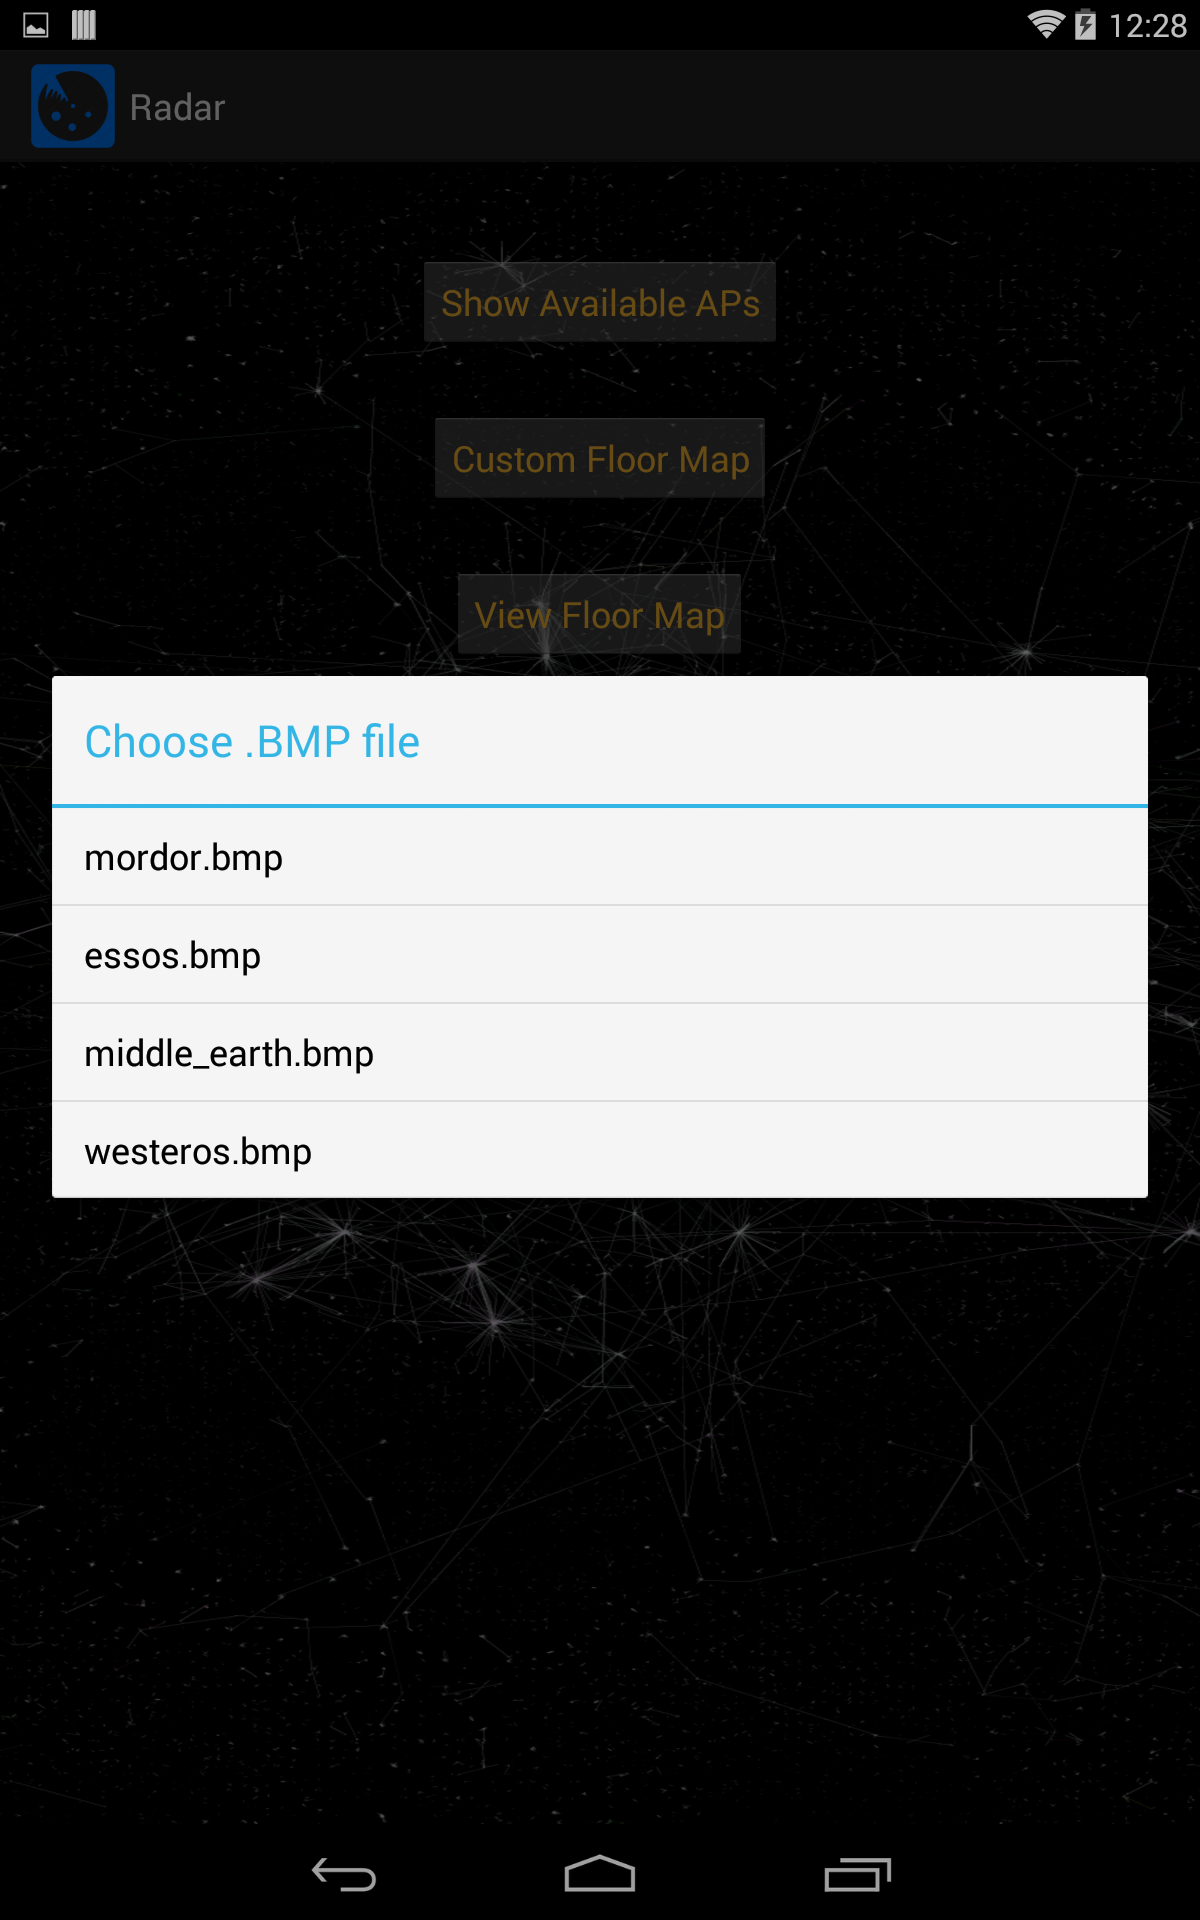 12:28
Radar
Show Available APs
Custom Floor Map
View Floor Map
Choose .BMP file
mordor.bmp
essos.bmp
middle_earth.bmp
westeros.bmp